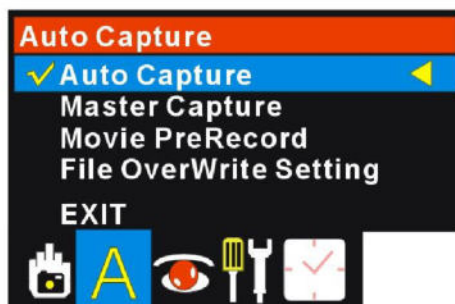 Auto Capture
Auto Capture
Master Capture
Movie PreRecord
File OverWrite Setting
EXIT
A